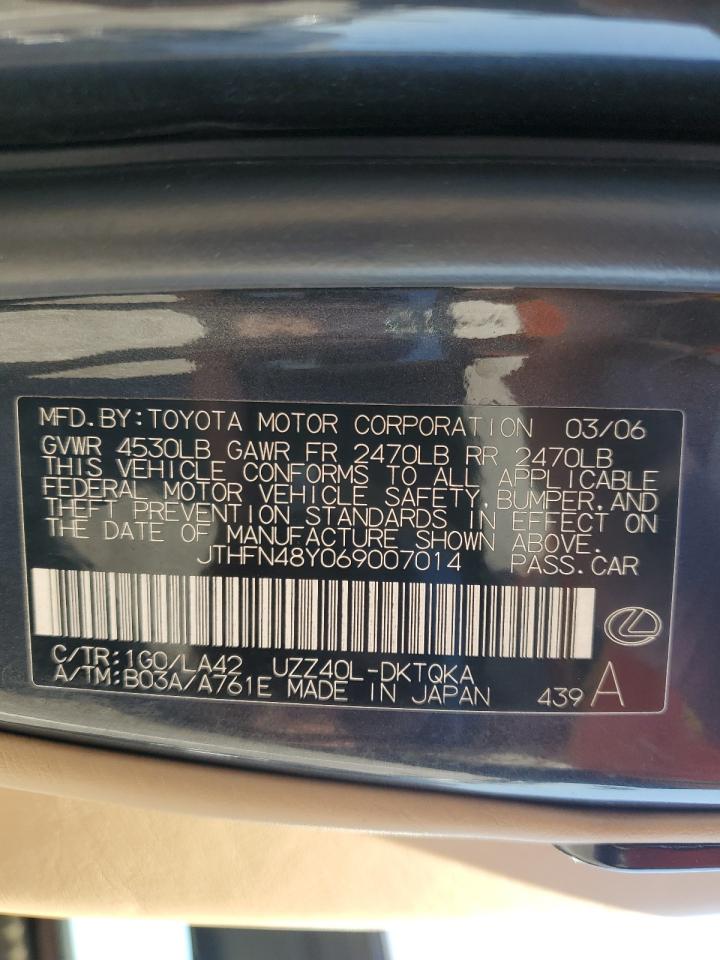 MFD.BY:TOYOTA MOTOR CORPORATION 03/06
GVWR 4530LB GAWR FR 2470LB RR 2470LB
THIS VEHICLE CONFORMS TO ALL APPLICABLE
FEDERAL MOTOR VEHICLE SAFETY,BUMPER,AND
THEFT PREVENTION STANDARDS IN EFFECT ON
THE DATE OF MANUFACTURE SHOWN ABOVE.
JTHFN48Y069007014 PASS.CAR
C/TR:1G0/LA42 UZZ40L-DKTQKA
A/TM:B03A/A761E MADE IN JAPAN 439 A